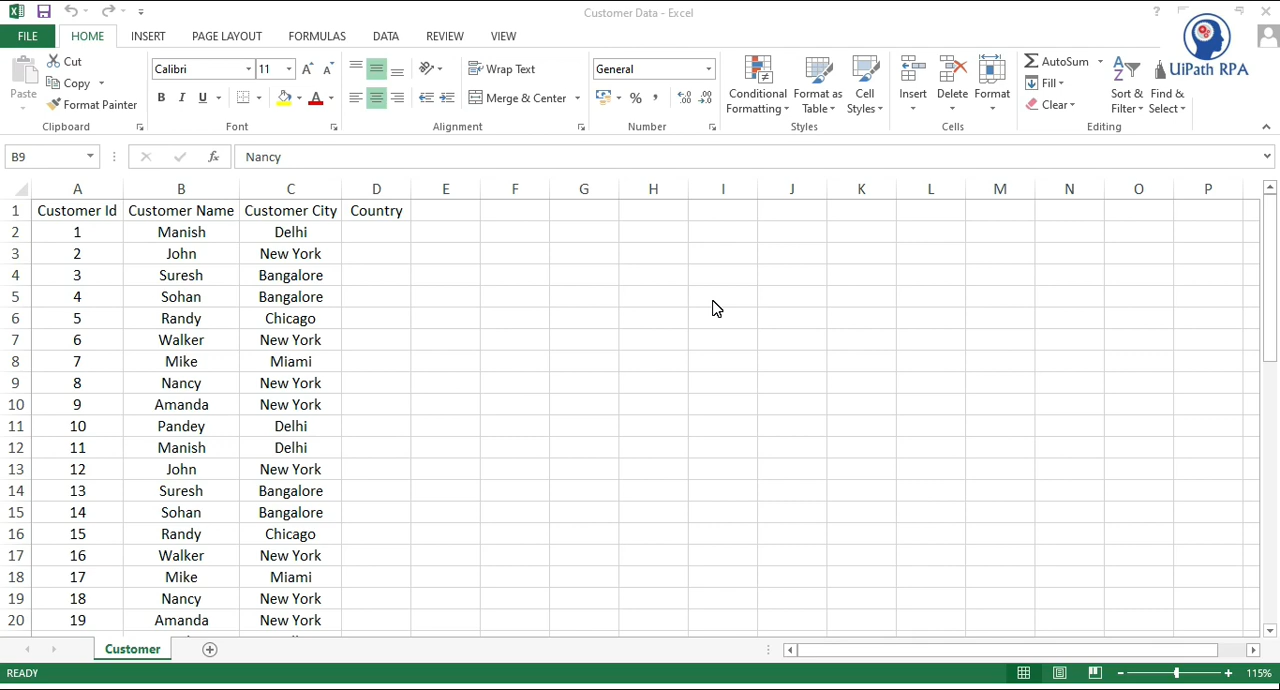 Customer Data - Excel
?
FILE HOME INSERT PAGE LAYOUT FORMULAS DATA REVIEW VIEW
UiPath RPA
Paste
Cut
Copy
Format Painter
Clipboard
Calibri 11
B I U
Font
Wrap Text
Merge & Center
Alignment
General
% ,
Number
Conditional Formatting
Format as Table
Cell Styles
Styles
Insert Delete Format
Cells
AutoSum
Fill
Clear
Sort & Filter
Find & Select
Editing
B9 fx Nancy
A B C D E F G H I J K L M N O P
1 Customer Id Customer Name Customer City Country
2 1 Manish Delhi
3 2 John New York
4 3 Suresh Bangalore
5 4 Sohan Bangalore
6 5 Randy Chicago
7 6 Walker New York
8 7 Mike Miami
9 8 Nancy New York
10 9 Amanda New York
11 10 Pandey Delhi
12 11 Manish Delhi
13 12 John New York
14 13 Suresh Bangalore
15 14 Sohan Bangalore
16 15 Randy Chicago
17 16 Walker New York
18 17 Mike Miami
19 18 Nancy New York
20 19 Amanda New York
Customer
READY 115%